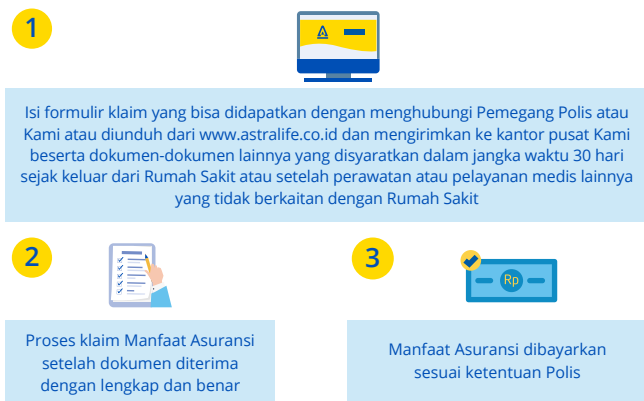 1
Isi formulir klaim yang bisa didapatkan dengan menghubungi Pemegang Polis atau
Kami atau diunduh dari www.astralife.co.id dan mengirimkan ke kantor pusat Kami
beserta dokumen-dokumen lainnya yang disyaratkan dalam jangka waktu 30 hari
sejak keluar dari Rumah Sakit atau setelah perawatan atau pelayanan medis lainnya
yang tidak berkaitan dengan Rumah Sakit
2
Proses klaim Manfaat Asuransi
setelah dokumen diterima
dengan lengkap dan benar
3
Rp
Manfaat Asuransi dibayarkan
sesuai ketentuan Polis